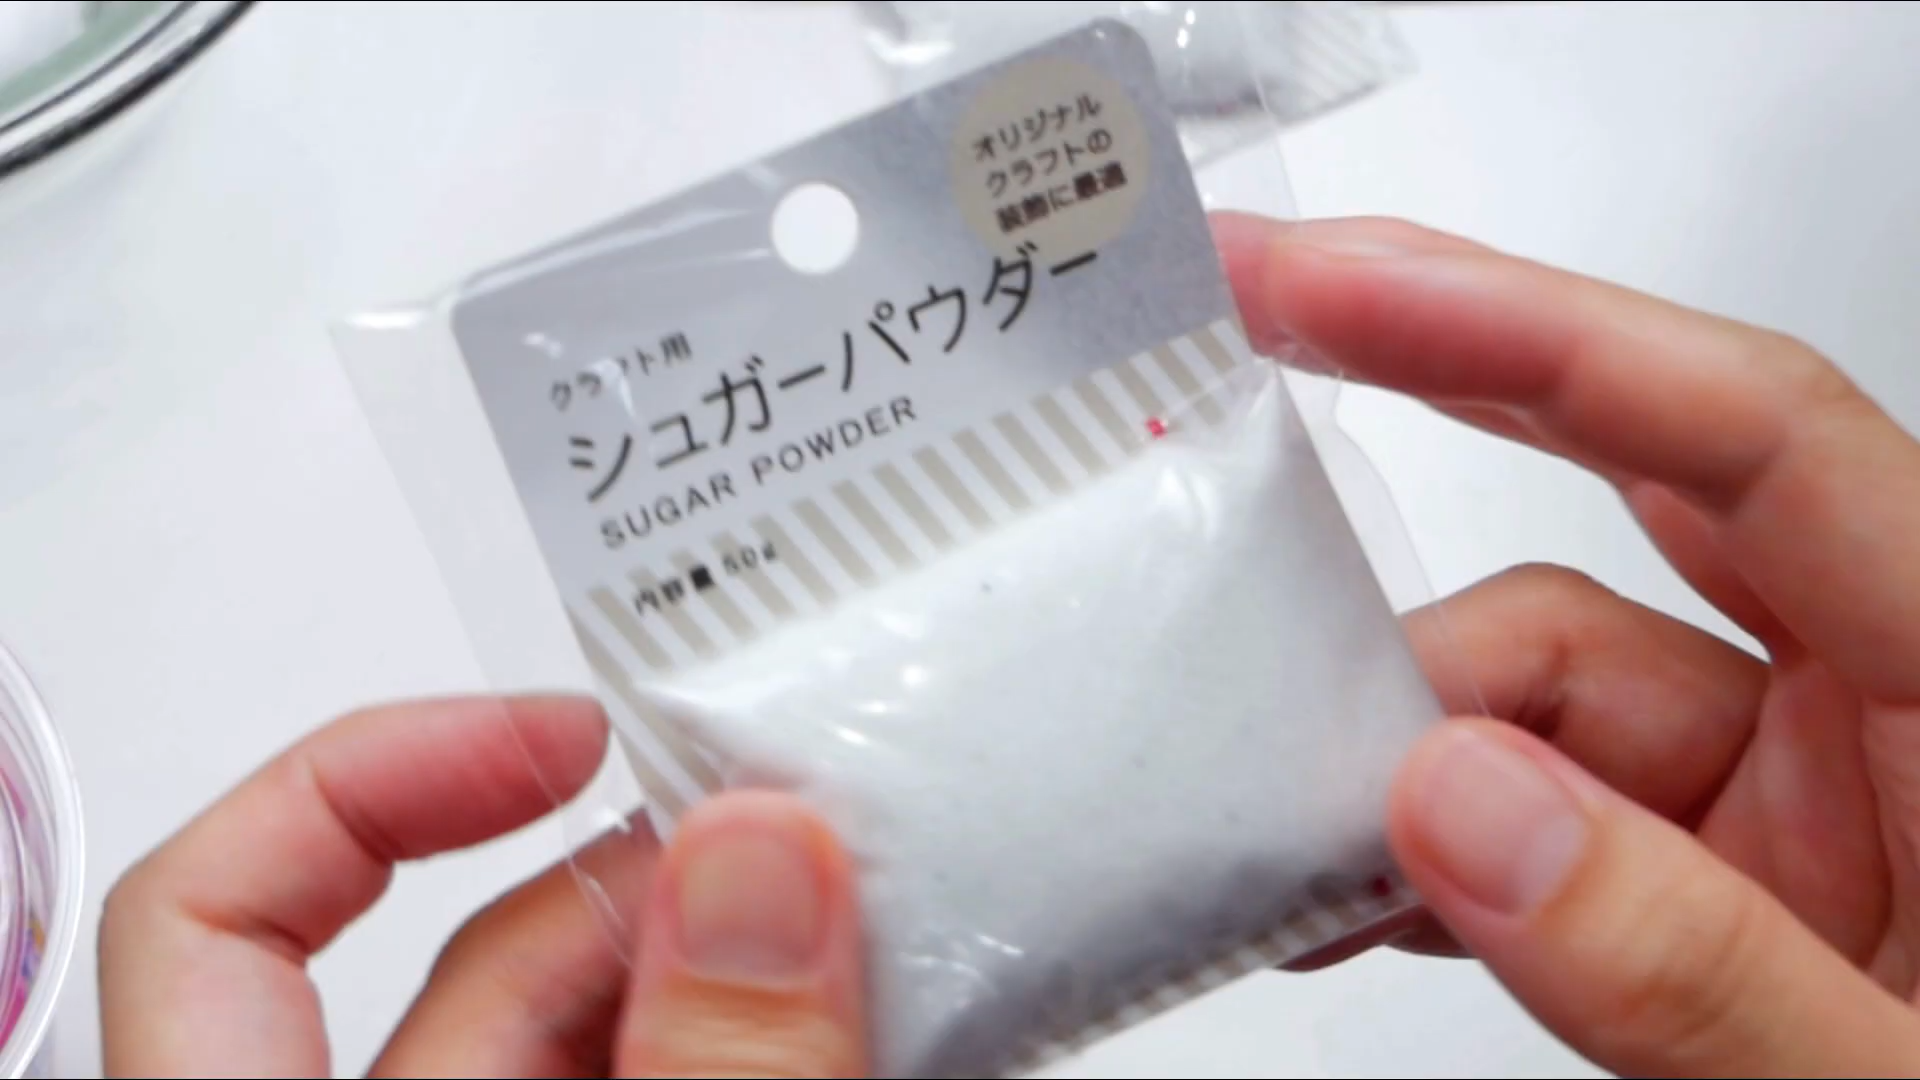 オリジナル
クラフトの
装飾に最適
クラフト用
シュガーパウダー
SUGAR POWDER
内容量 50g